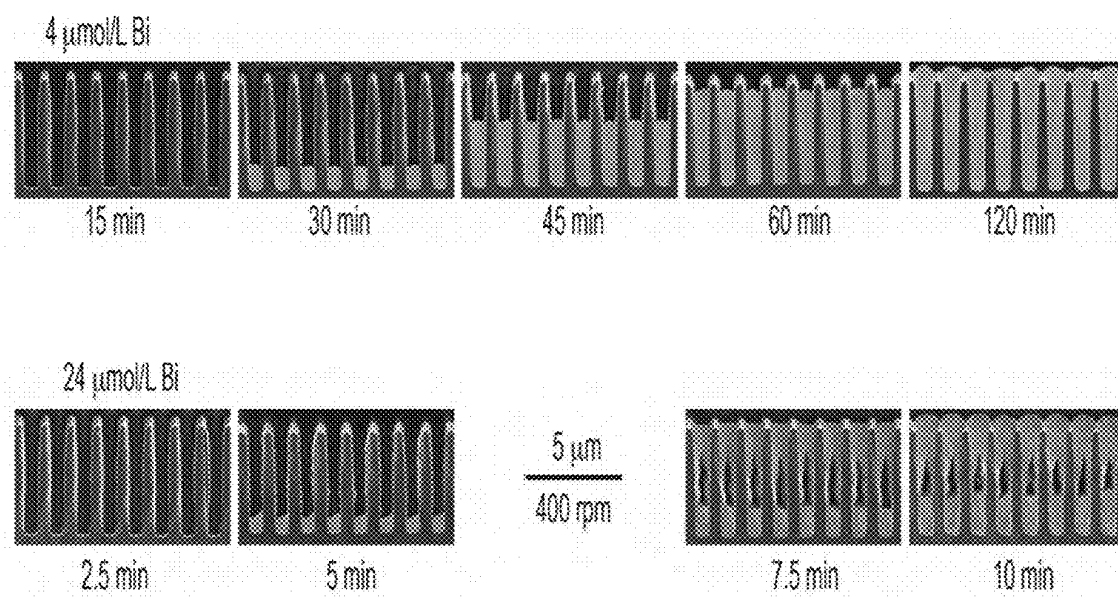 4 μmol/L Bi
15 min
30 min
45 min
60 min
120 min
24 μmol/L Bi
5 μm
400 rpm
2.5 min
5 min
7.5 min
10 min